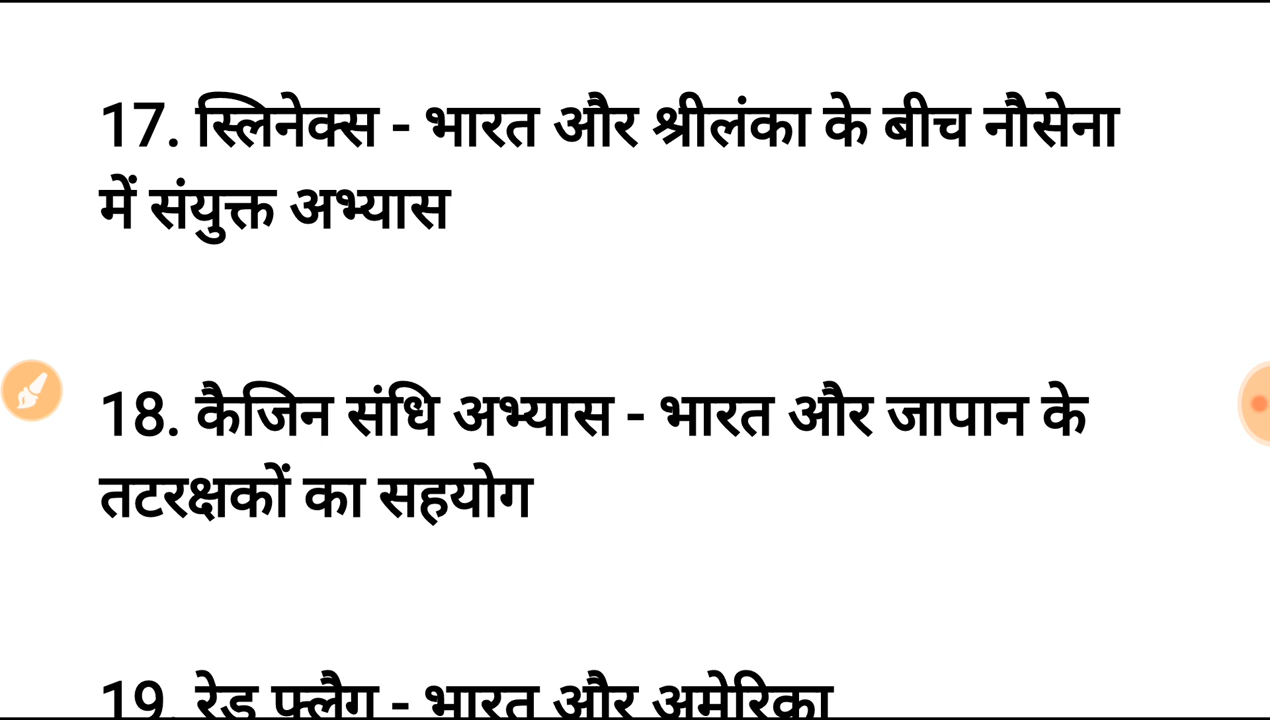 17. स्लिनेक्स - भारत और श्रीलंका के बीच नौसेना
में संयुक्त अभ्यास
18. कैजिन संधि अभ्यास - भारत और जापान के
तटरक्षकों का सहयोग
19. रेड फ्लैग - भारत और अमेरिका